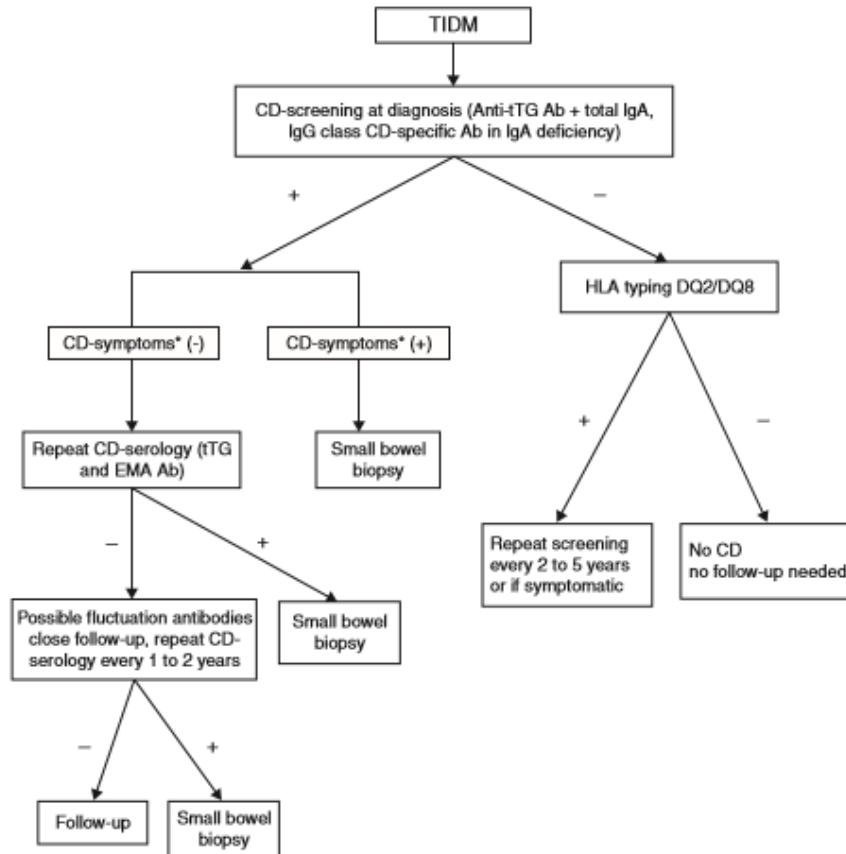 TIDM
CD-screening at diagnosis (Anti-tTG Ab + total IgA,
IgG class CD-specific Ab in IgA deficiency)
+
–
HLA typing DQ2/DQ8
CD-symptoms* (-)
CD-symptoms* (+)
+
–
Repeat CD-serology (tTG
and EMA Ab)
Small bowel
biopsy
–
+
Repeat screening
every 2 to 5 years
or if symptomatic
No CD
no follow-up needed
Possible fluctuation antibodies
close follow-up, repeat CD-
serology every 1 to 2 years
Small bowel
biopsy
–
+
Follow-up
Small bowel
biopsy